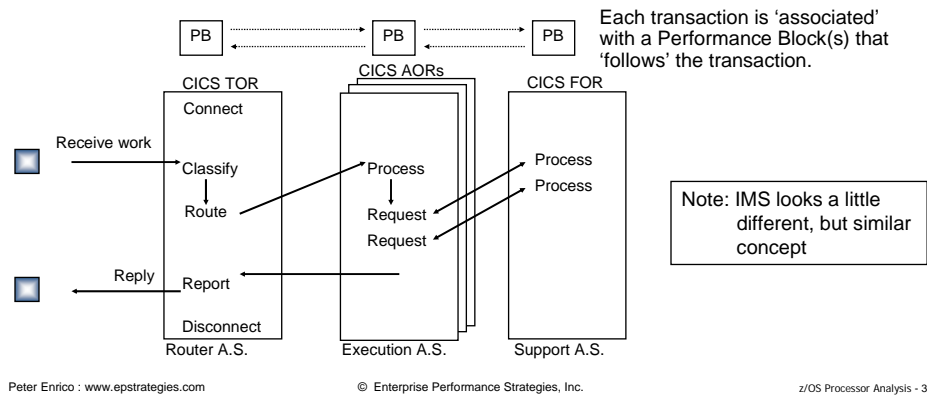 PB
PB
PB
Each transaction is ‘associated’
with a Performance Block(s) that
‘follows’ the transaction.
CICS TOR
CICS AORs
CICS FOR
Connect
Receive work
Classify
Process
Process
Process
Route
Request
Request
Note: IMS looks a little
different, but similar
concept
Reply
Report
Disconnect
Router A.S.
Execution A.S.
Support A.S.
Peter Enrico : www.epstrategies.com
© Enterprise Performance Strategies, Inc.
z/OS Processor Analysis - 3